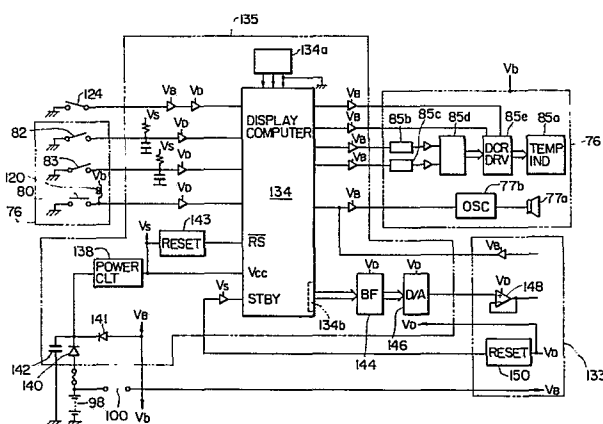 135
134a
124
VB
VD
82
VS
VD
83
VS
VD
120
Vb
80
76
VD
DISPLAY
COMPUTER
134
VB
VB
VB
VB
VB
85b
85c
85d
85e
85a
DCR
DRV
TEMP
IND
Vb
76
OSC
77b
77a
VS
143
RESET
RS
138
POWER
CLT
VCC
VS
STBY
134b
VD
BF
144
VD
D/A
146
VB
VD
148
VD
RESET
150
VD
133
VB
141
VB
142
140
98
100
Vb